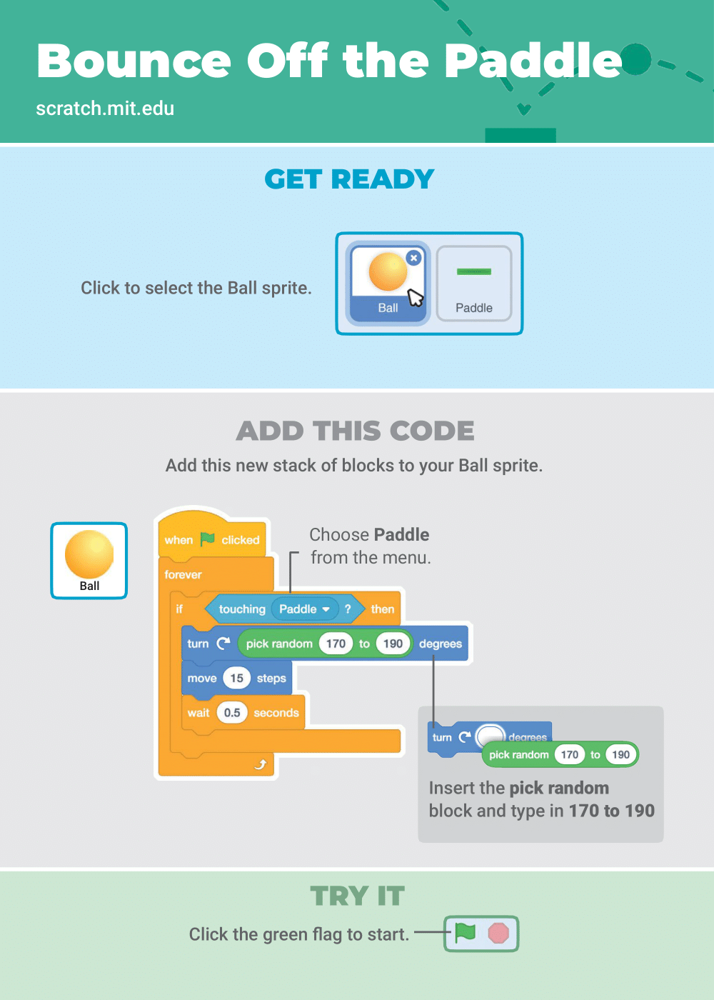 Bounce Off the Paddle
scratch.mit.edu
GET READY
Click to select the Ball sprite.
Ball
Paddle
ADD THIS CODE
Add this new stack of blocks to your Ball sprite.
Ball
when clicked
Choose Paddle
from the menu.
forever
if touching Paddle ? then
turn pick random 170 to 190 degrees
move 15 steps
wait 0.5 seconds
turn degrees
pick random 170 to 190
Insert the pick random
block and type in 170 to 190
TRY IT
Click the green flag to start.